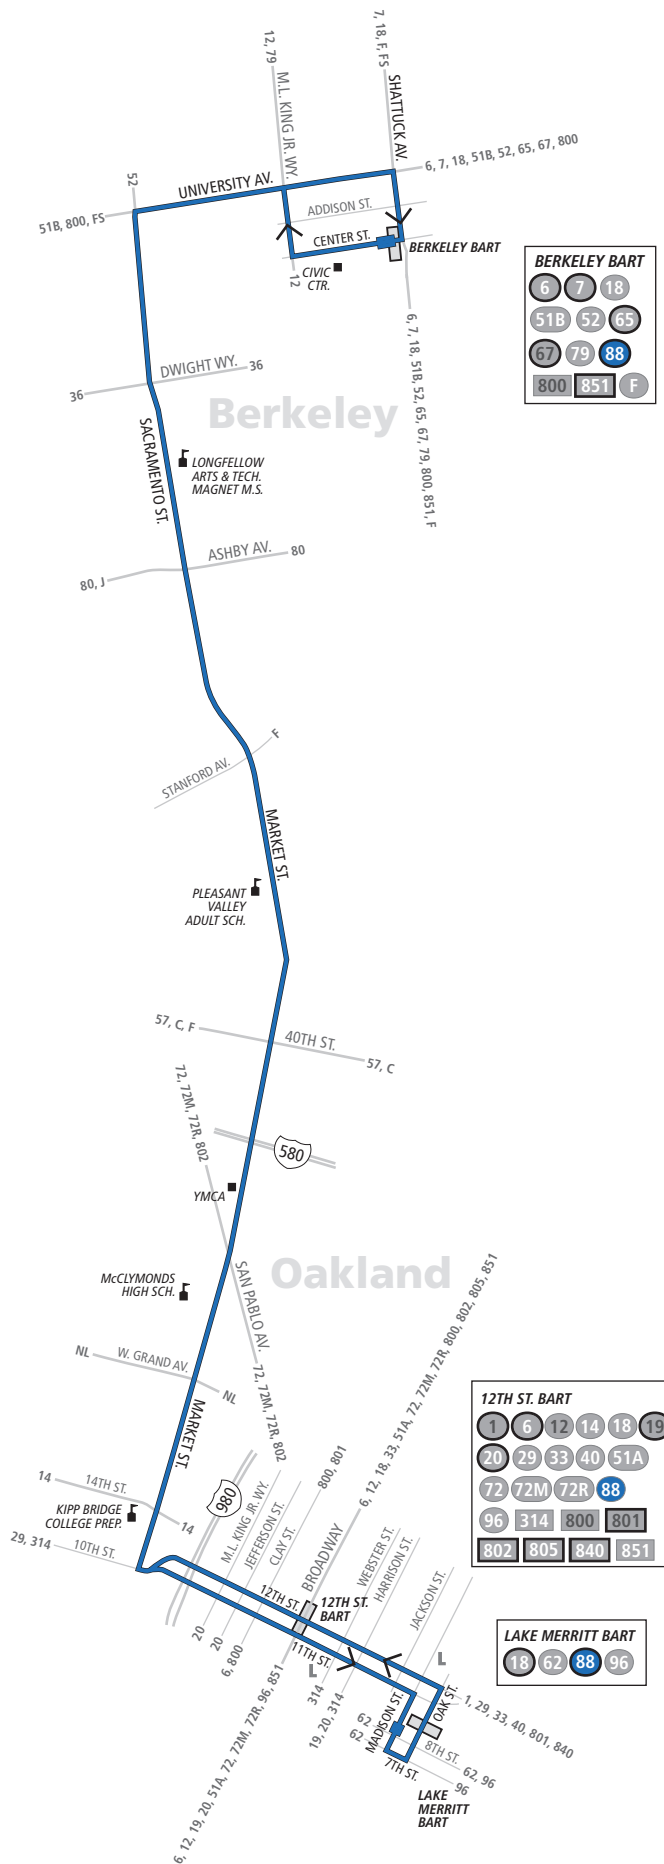 12, 79
7, 18, F, FS
M.L. KING JR. WY.
SHATTUCK AV.
6, 7, 18, 51B, 52, 65, 67, 800
52
UNIVERSITY AV.
51B, 800, FS
ADDISON ST.
CENTER ST.
BERKELEY BART
CIVIC
CTR.
12
6, 7, 18, 51B, 52, 65, 67, 79, 800, 851, F
BERKELEY BART
6 7 18
51B 52 65
67 79 88
800 851 F
DWIGHT WY.
36
36
Berkeley
SACRAMENTO ST.
LONGFELLOW
ARTS & TECH.
MAGNET M.S.
ASHBY AV.
80
80, J
F
STANFORD AV.
MARKET ST.
PLEASANT
VALLEY
ADULT SCH.
57, C, F
40TH ST.
57, C
72, 72M, 72R, 802
580
YMCA
Oakland
SAN PABLO AV.
McCLYMONDS
HIGH SCH.
NL
W. GRAND AV.
NL
72, 72M, 72R, 802
6, 12, 18, 33, 51A, 72, 72M, 72R, 800, 802, 805, 851
MARKET ST.
12TH ST. BART
1 6 12 14 18 19
20 29 33 40 51A
72 72M 72R 88
96 314 800 801
802 805 840 851
14
14TH ST.
14
980
800, 801
KIPP BRIDGE
COLLEGE PREP.
29, 314
10TH ST.
M.L. KING JR. WY.
JEFFERSON ST.
CLAY ST.
BROADWAY
WEBSTER ST.
HARRISON ST.
JACKSON ST.
12TH ST.
12TH ST.
BART
11TH ST.
20
20
6, 800
L
L
314
19, 20, 314
LAKE MERRITT BART
18 62 88 96
MADISON ST.
OAK ST.
1, 29, 33, 40, 801, 840
62
62
8TH ST.
62, 96
7TH ST.
96
LAKE
MERRITT
BART
6, 12, 19, 20, 51A, 72, 72M, 72R, 96, 851